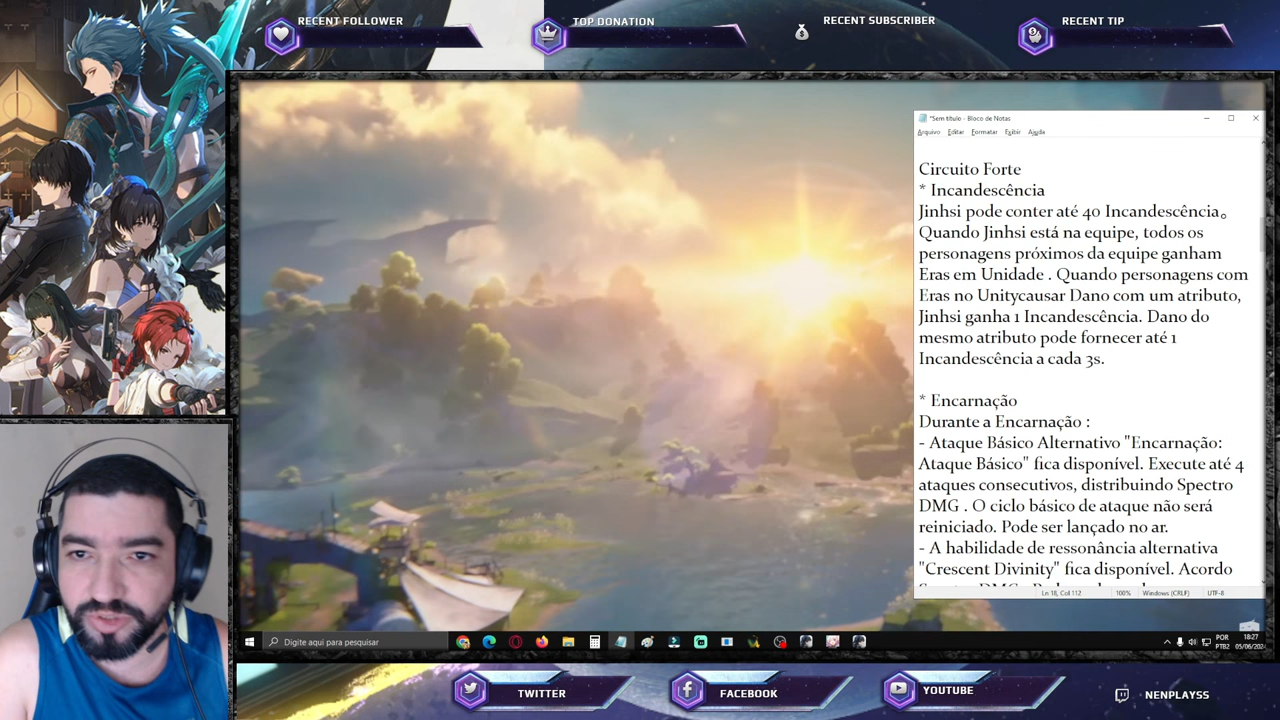 RECENT FOLLOWER
TOP DONATION
RECENT SUBSCRIBER
RECENT TIP
*Sem título - Bloco de Notas
Arquivo Editar Formatar Exibir Ajuda
Circuito Forte
* Incandescência
Jinhsi pode conter até 40 Incandescência。
Quando Jinhsi está na equipe, todos os
personagens próximos da equipe ganham
Eras em Unidade . Quando personagens com
Eras no Unitycausar Dano com um atributo,
Jinhsi ganha 1 Incandescência. Dano do
mesmo atributo pode fornecer até 1
Incandescência a cada 3s.
* Encarnação
Durante a Encarnação :
- Ataque Básico Alternativo "Encarnação:
Ataque Básico" fica disponível. Execute até 4
ataques consecutivos, distribuindo Spectro
DMG . O ciclo básico de ataque não será
reiniciado. Pode ser lançado no ar.
- A habilidade de ressonância alternativa
"Crescent Divinity" fica disponível. Acordo
Ln 18, Col 112 100% Windows (CRLF) UTF-8
Digite aqui para pesquisar
POR 18:27
PTB2
TWITTER
FACEBOOK
YOUTUBE
NENPLAYSS